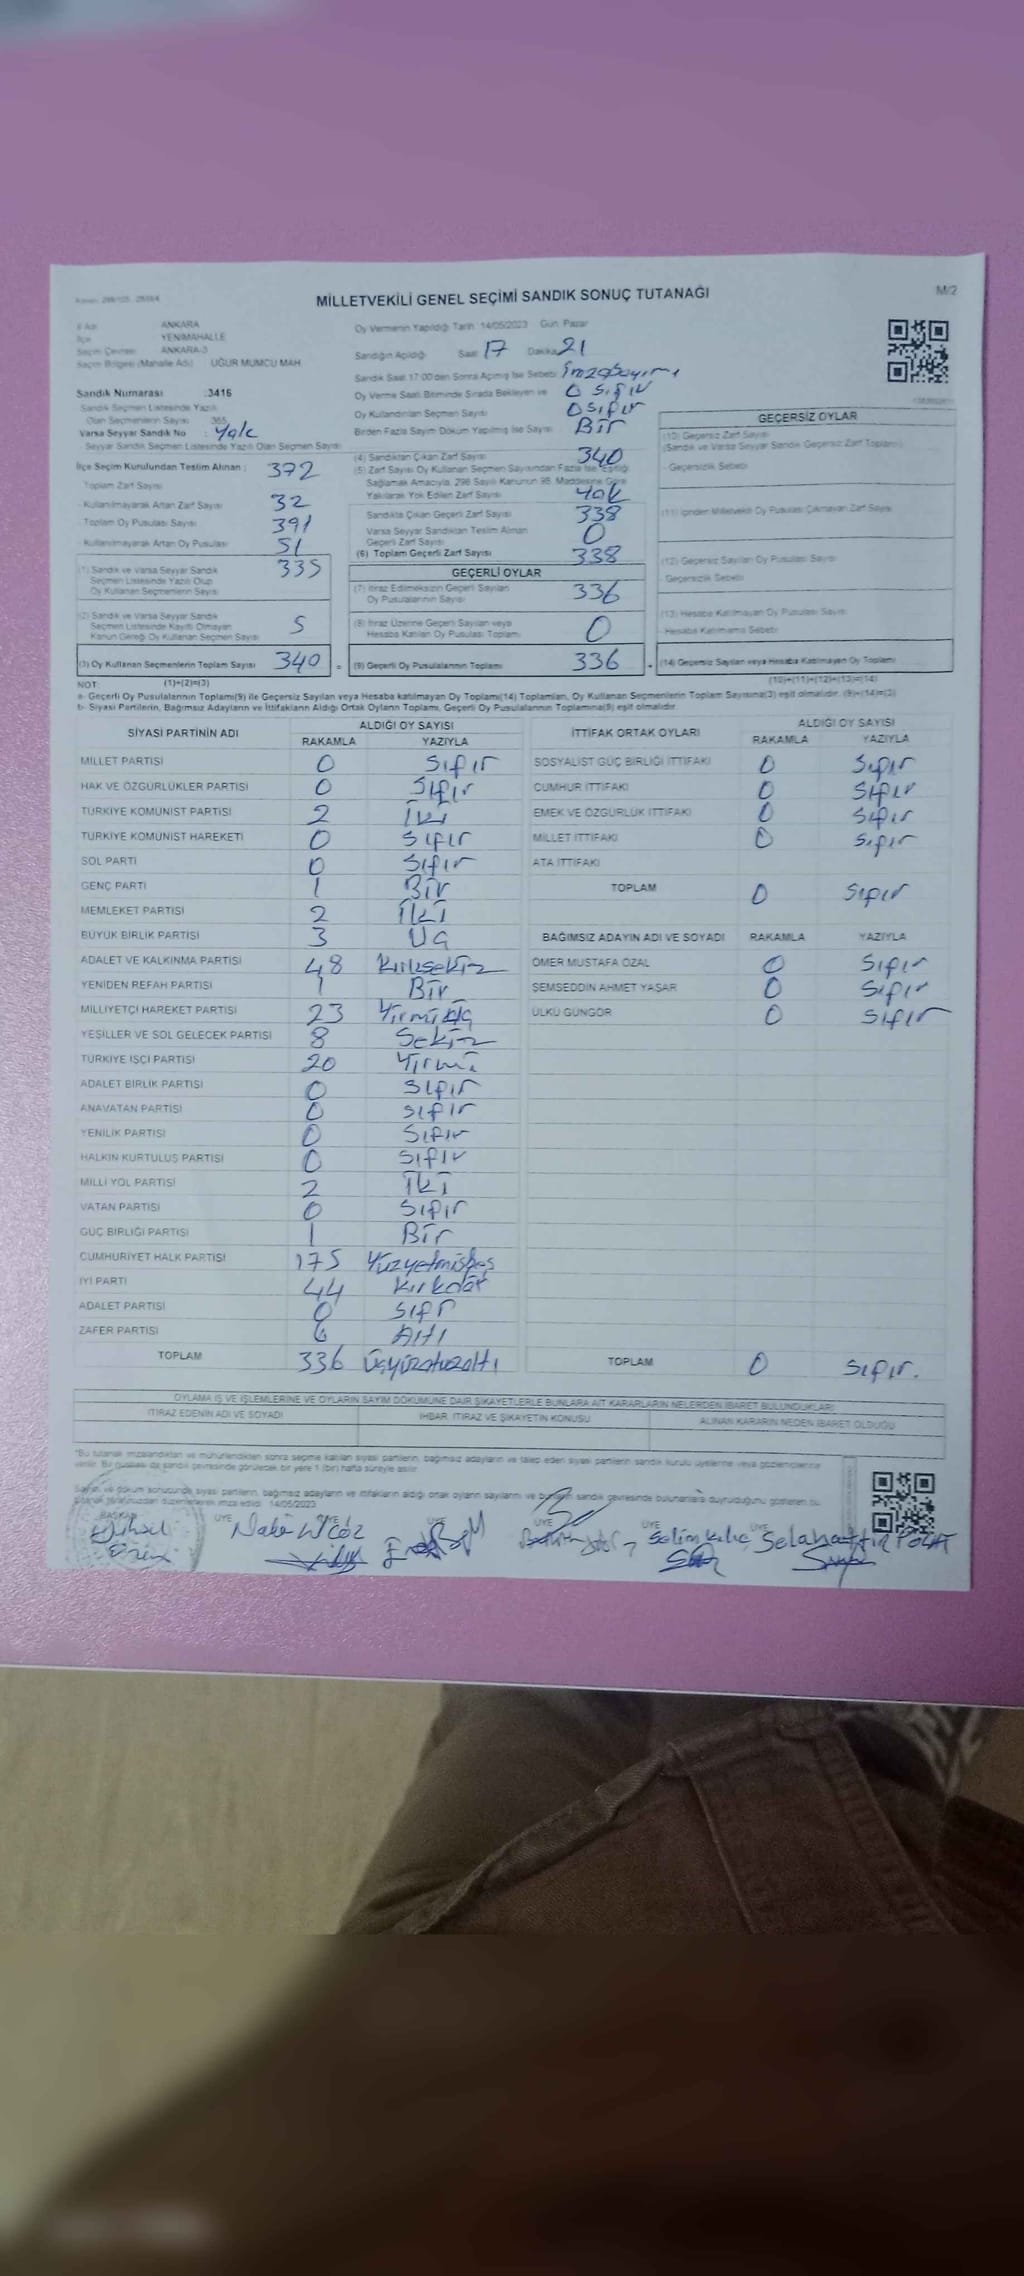 MİLLETVEKİLİ GENEL SEÇİMİ SANDIK SONUÇ TUTANAĞI
M/2
İl Adı ANKARA
İlçe YENİMAHALLE
Seçim Çevresi ANKARA-3
Seçim Bölgesi (Mahalle Adı) UĞUR MUMCU MAH
Oy Vermenin Yapıldığı Tarih 14/05/2023 Gün Pazar
Sandığın Açıldığı Saat 17 Dakika 21
Sandık Saat 17:00'den Sonra Açılmış İse Sebebi
Sandık Numarası :3416
Sandık Seçmen Listesinde Yazılı
Olan Seçmenlerin Sayısı 365
Varsa Seyyar Sandık No : Yok
Seyyar Sandık Seçmen Listesinde Yazılı Olan Seçmen Sayısı
Oy Verme Saati Bitiminde Sırada Bekleyen ve 0 Sıfır
Oy Kullandırılan Seçmen Sayısı 0 sıfır
Birden Fazla Sayım Döküm Yapılmış İse Sayısı BİR
İlçe Seçim Kurulundan Teslim Alınan :
Toplam Zarf Sayısı 372
- Kullanılmayarak Artan Zarf Sayısı 32
- Toplam Oy Pusulası Sayısı 391
- Kullanılmayarak Artan Oy Pusulası 51
(1) Sandık ve Varsa Seyyar Sandık 335
Seçmen Listesinde Yazılı Olup
Oy Kullanan Seçmenlerin Sayısı
(2) Sandık ve Varsa Seyyar Sandık
Seçmen Listesinde Kayıtlı Olmayan 5
Kanun Gereği Oy Kullanan Seçmen Sayısı
(3) Oy Kullanan Seçmenlerin Toplam Sayısı 340
(4) Sandıktan Çıkan Zarf Sayısı 340
(5) Zarf Sayısı Oy Kullanan Seçmen Sayısından Fazla İse Eşitliği
Sağlamak Amacıyla, 298 Sayılı Kanunun 98. Maddesine Göre
Yakılarak Yok Edilen Zarf Sayısı Yok
Sandıkta Çıkan Geçerli Zarf Sayısı 338
Varsa Seyyar Sandıktan Teslim Alınan
Geçerli Zarf Sayısı 0
(6) Toplam Geçerli Zarf Sayısı 338
GEÇERLİ OYLAR
(7) İtiraz Edilmeksizin Geçerli Sayılan
Oy Pusulalarının Sayısı 336
(8) İtiraz Üzerine Geçerli Sayılan veya
Hesaba Katılan Oy Pusulası Toplamı 0
= (9) Geçerli Oy Pusulalarının Toplamı 336
GEÇERSİZ OYLAR
(10) Geçersiz Zarf Sayısı
(Sandık ve Varsa Seyyar Sandık Geçersiz Zarf Toplamı)
- Geçersizlik Sebebi
(11) İçinden Milletvekili Oy Pusulası Çıkmayan Zarf Sayısı
(12) Geçersiz Sayılan Oy Pusulası Sayısı
- Geçersizlik Sebebi
(13) Hesaba Katılmayan Oy Pusulası Sayısı
- Hesaba Katılmama Sebebi
(14) Geçersiz Sayılan veya Hesaba Katılmayan Oy Toplamı
NOT: (1)+(2)=(3) (10)+(11)+(12)+(13)=(14)
a- Geçerli Oy Pusulalarının Toplamı(9) ile Geçersiz Sayılan veya Hesaba katılmayan Oy Toplamı(14) Toplamları, Oy Kullanan Seçmenlerin Toplam Sayısına(3) eşit olmalıdır. (9)+(14)=(3)
b- Siyasi Partilerin, Bağımsız Adayların ve İttifakların Aldığı Ortak Oyların Toplamı, Geçerli Oy Pusulalarının Toplamına(9) eşit olmalıdır.
SİYASİ PARTİNİN ADI ALDIĞI OY SAYISI
RAKAMLA YAZIYLA
MİLLET PARTİSİ 0 Sıfır
HAK VE ÖZGÜRLÜKLER PARTİSİ 0 Sıfır
TÜRKİYE KOMÜNİST PARTİSİ 2 İki
TÜRKİYE KOMÜNİST HAREKETİ 0 Sıfır
SOL PARTİ 0 Sıfır
GENÇ PARTİ 1 Bir
MEMLEKET PARTİSİ 2 İki
BÜYÜK BİRLİK PARTİSİ 3 Üç
ADALET VE KALKINMA PARTİSİ 48 Kırksekiz
YENİDEN REFAH PARTİSİ 1 Bir
MİLLİYETÇİ HAREKET PARTİSİ 23 Yirmi üç
YEŞİLLER VE SOL GELECEK PARTİSİ 8 Sekiz
TÜRKİYE İŞÇİ PARTİSİ 20 Yirmi
ADALET BİRLİK PARTİSİ 0 Sıfır
ANAVATAN PARTİSİ 0 sıfır
YENİLİK PARTİSİ 0 Sıfır
HALKIN KURTULUŞ PARTİSİ 0 Sıfır
MİLLİ YOL PARTİSİ 2 İki
VATAN PARTİSİ 0 Sıfır
GÜÇ BİRLİĞİ PARTİSİ 1 Bir
CUMHURİYET HALK PARTİSİ 175 Yüzyetmişbeş
İYİ PARTİ 44 Kırkdört
ADALET PARTİSİ 0 Sıfır
ZAFER PARTİSİ 6 Altı
TOPLAM 336 üçyüzotuzaltı
İTTİFAK ORTAK OYLARI ALDIĞI OY SAYISI
RAKAMLA YAZIYLA
SOSYALİST GÜÇ BİRLİĞİ İTTİFAKI 0 Sıfır
CUMHUR İTTİFAKI 0 Sıfır
EMEK VE ÖZGÜRLÜK İTTİFAKI 0 Sıfır
MİLLET İTTİFAKI 0 Sıfır
ATA İTTİFAKI
TOPLAM 0 Sıfır
BAĞIMSIZ ADAYIN ADI VE SOYADI RAKAMLA YAZIYLA
ÖMER MUSTAFA ÖZAL 0 Sıfır
ŞEMSEDDİN AHMET YAŞAR 0 Sıfır
ÜLKÜ GÜNGÖR 0 Sıfır
TOPLAM 0 Sıfır.
OYLAMA İŞ VE İŞLEMLERİNE VE OYLARIN SAYIM DÖKÜMÜNE DAİR ŞİKAYETLERLE BUNLARA AİT KARARLARIN NELERDEN İBARET BULUNDUKLARI
İTİRAZ EDENİN ADI VE SOYADI İHBAR, İTİRAZ VE ŞİKAYETİN KONUSU ALINAN KARARIN NEDEN İBARET OLDUĞU
*Bu tutanak imzalandıktan ve mühürlendikten sonra seçime katılan siyasi partilerin, bağımsız adayların ve talep eden siyasi partilerin sandık kurulu üyelerine veya gözlemcilerine
verilir. Bir nüshası da sandık çevresinde görülecek bir yere 1 (bir) hafta süreyle asılır.
Sayım ve döküm sonucunda siyasi partilerin, bağımsız adayların ve ittifakların aldığı ortak oyların sayılarını ve bunların sandık çevresinde bulunanlara duyrulduğunu gösteren bu
tutanak tarafımızdan düzenlenerek imza edildi. 14/05/2023
BAŞKAN ÜYE ÜYE ÜYE ÜYE ÜYE
Selim Kılıç Selahattin POLAT